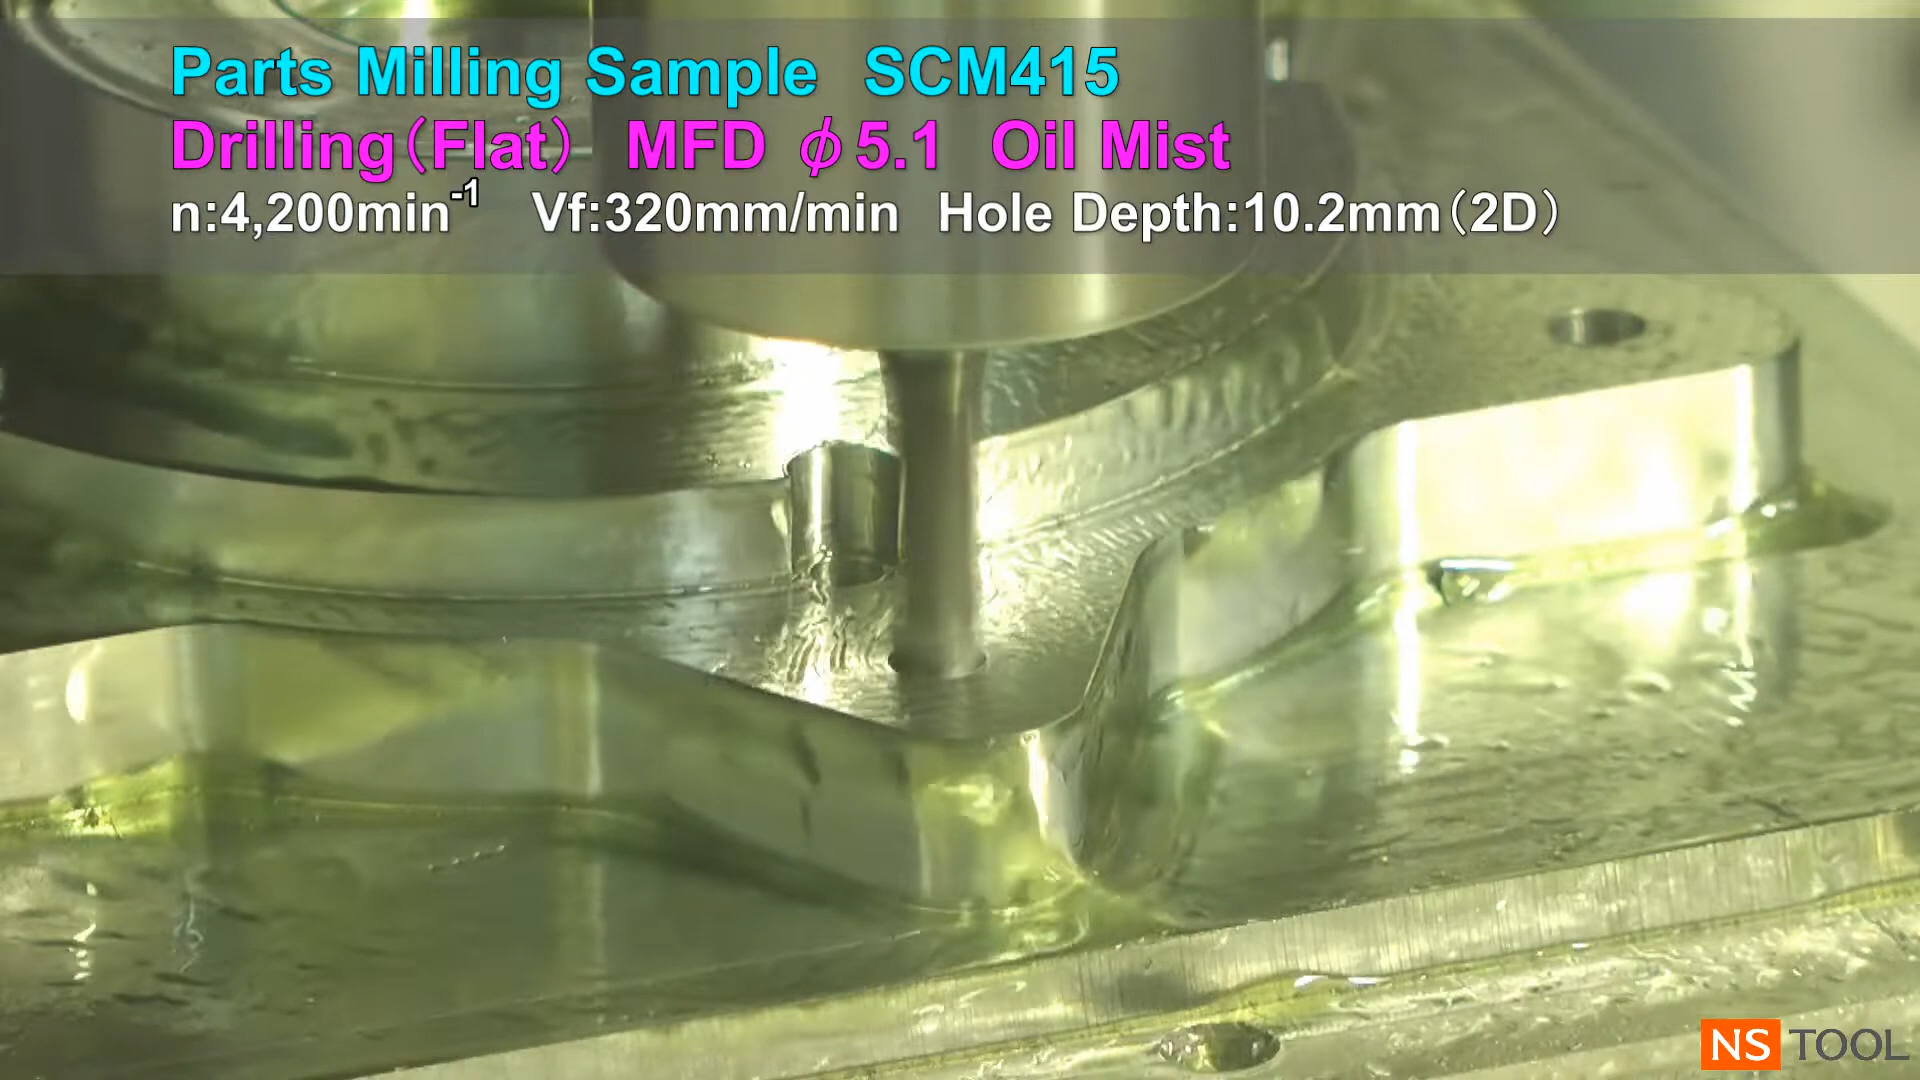 Parts Milling Sample SCM415
Drilling（Flat） MFD φ5.1 Oil Mist
n:4,200min⁻¹ Vf:320mm/min Hole Depth:10.2mm（2D）
NS TOOL